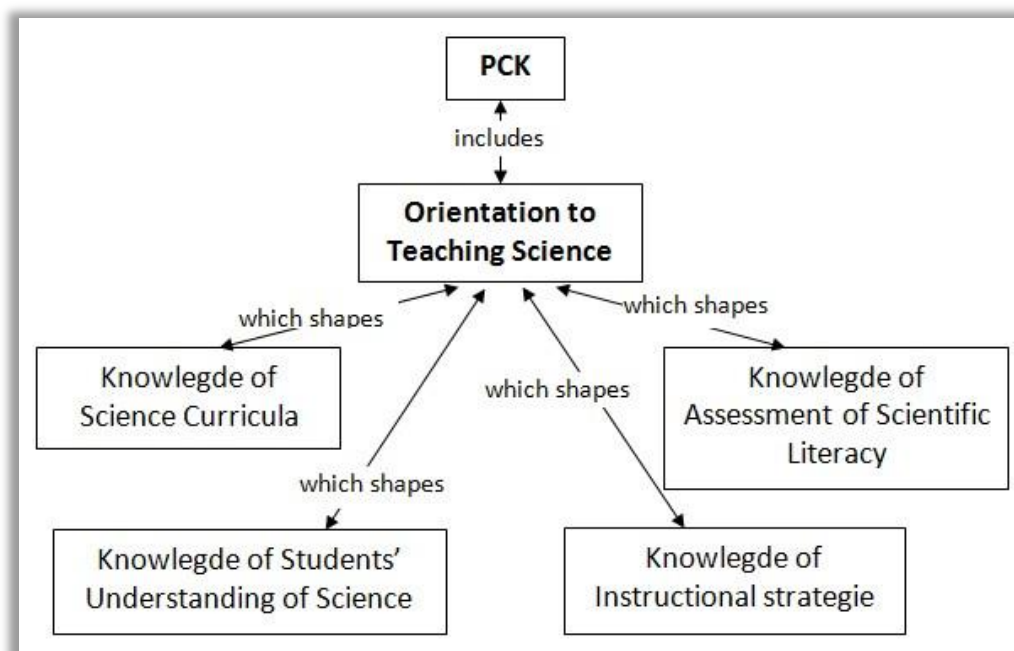 PCK
includes
Orientation to
Teaching Science
which shapes
which shapes
Knowlegde of
Science Curricula
which shapes
Knowlegde of
Assessment of Scientific
Literacy
which shapes
Knowlegde of Students’
Understanding of Science
Knowlegde of
Instructional strategie